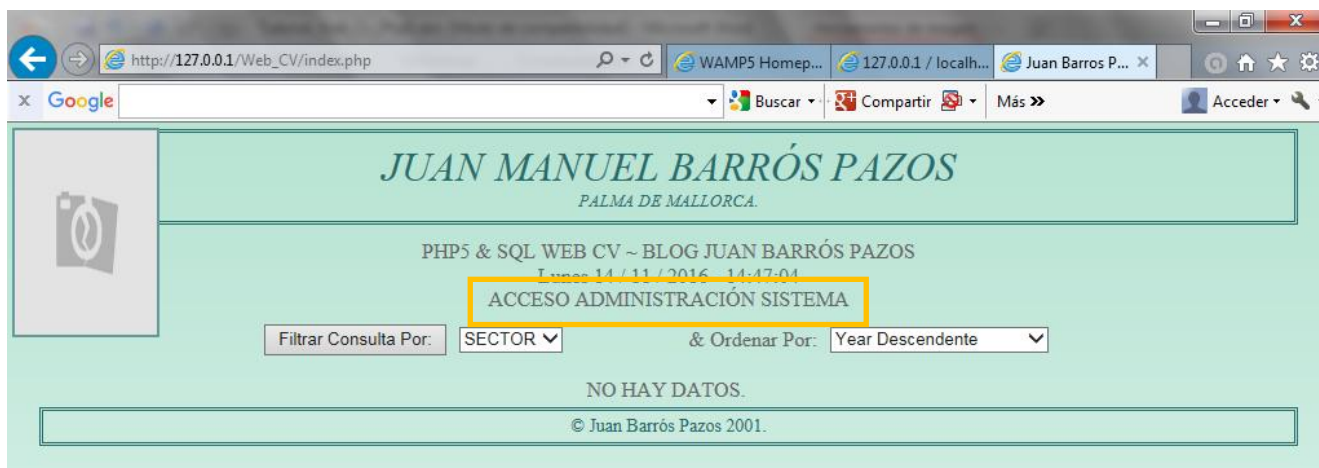 http://127.0.0.1/Web_CV/index.php
WAMP5 Homep...
127.0.0.1 / localh...
Juan Barros P... ×
x Google
Buscar
Compartir
Más »
Acceder
JUAN MANUEL BARRÓS PAZOS
PALMA DE MALLORCA.
PHP5 & SQL WEB CV ~ BLOG JUAN BARRÓS PAZOS
Lunes 14 / 11 / 2016 - 14:47:04
ACCESO ADMINISTRACIÓN SISTEMA
Filtrar Consulta Por: SECTOR & Ordenar Por: Year Descendente
NO HAY DATOS.
© Juan Barrós Pazos 2001.